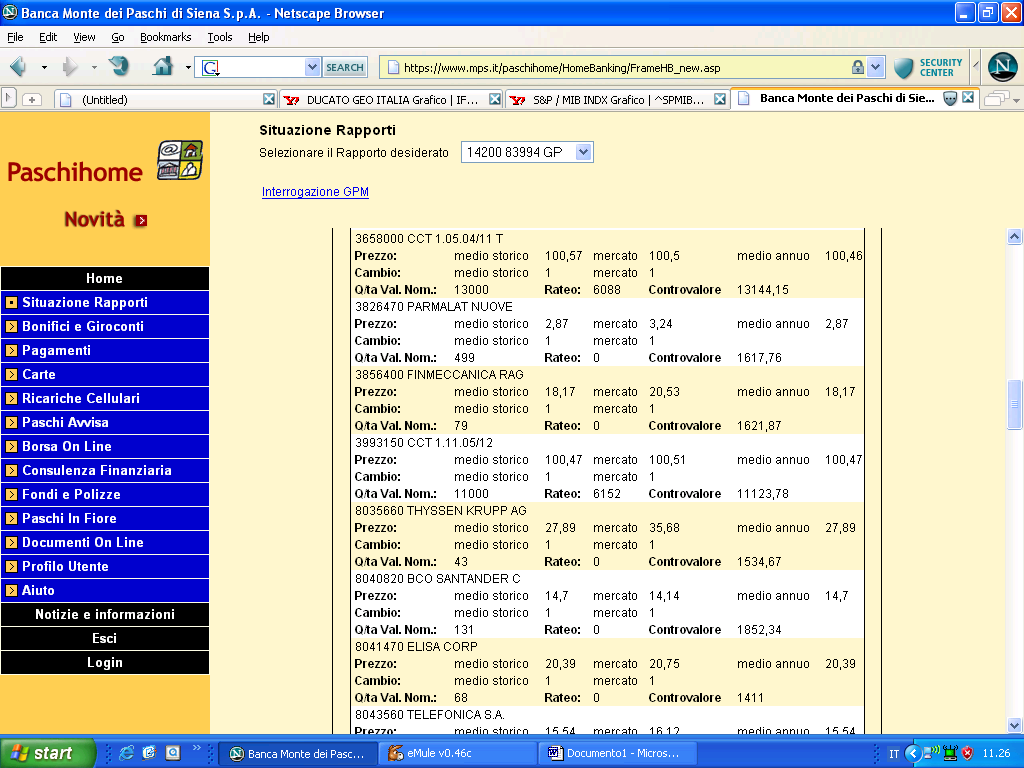 Banca Monte dei Paschi di Siena S.p.A. - Netscape Browser
File Edit View Go Bookmarks Tools Help
G SEARCH https://www.mps.it/paschihome/HomeBanking/FrameHB_new.asp SECURITY CENTER N
(Untitled) DUCATO GEO ITALIA Grafico | IF... S&P / MIB INDX Grafico | ^SPMIB... Banca Monte dei Paschi di Sie...
Paschihome
Novità
Home
Situazione Rapporti
Bonifici e Giroconti
Pagamenti
Carte
Ricariche Cellulari
Paschi Avvisa
Borsa On Line
Consulenza Finanziaria
Fondi e Polizze
Paschi In Fiore
Documenti On Line
Profilo Utente
Aiuto
Notizie e informazioni
Esci
Login
Situazione Rapporti
Selezionare il Rapporto desiderato 14200 83994 GP
Interrogazione GPM
3658000 CCT 1.05.04/11 T
Prezzo: medio storico 100,57 mercato 100,5 medio annuo 100,46
Cambio: medio storico 1 mercato 1
Q/ta Val. Nom.: 13000 Rateo: 6088 Controvalore 13144,15
3826470 PARMALAT NUOVE
Prezzo: medio storico 2,87 mercato 3,24 medio annuo 2,87
Cambio: medio storico 1 mercato 1
Q/ta Val. Nom.: 499 Rateo: 0 Controvalore 1617,76
3856400 FINMECCANICA RAG
Prezzo: medio storico 18,17 mercato 20,53 medio annuo 18,17
Cambio: medio storico 1 mercato 1
Q/ta Val. Nom.: 79 Rateo: 0 Controvalore 1621,87
3993150 CCT 1.11.05/12
Prezzo: medio storico 100,47 mercato 100,51 medio annuo 100,47
Cambio: medio storico 1 mercato 1
Q/ta Val. Nom.: 11000 Rateo: 6152 Controvalore 11123,78
8035660 THYSSEN KRUPP AG
Prezzo: medio storico 27,89 mercato 35,68 medio annuo 27,89
Cambio: medio storico 1 mercato 1
Q/ta Val. Nom.: 43 Rateo: 0 Controvalore 1534,67
8040820 BCO SANTANDER C
Prezzo: medio storico 14,7 mercato 14,14 medio annuo 14,7
Cambio: medio storico 1 mercato 1
Q/ta Val. Nom.: 131 Rateo: 0 Controvalore 1852,34
8041470 ELISA CORP
Prezzo: medio storico 20,39 mercato 20,75 medio annuo 20,39
Cambio: medio storico 1 mercato 1
Q/ta Val. Nom.: 68 Rateo: 0 Controvalore 1411
8043560 TELEFONICA S.A.
Prezzo: medio storico 15,54 mercato 16,12 medio annuo 15,54
start Banca Monte dei Pasc... eMule v0.46c Documento1 - Micros... IT 11.26